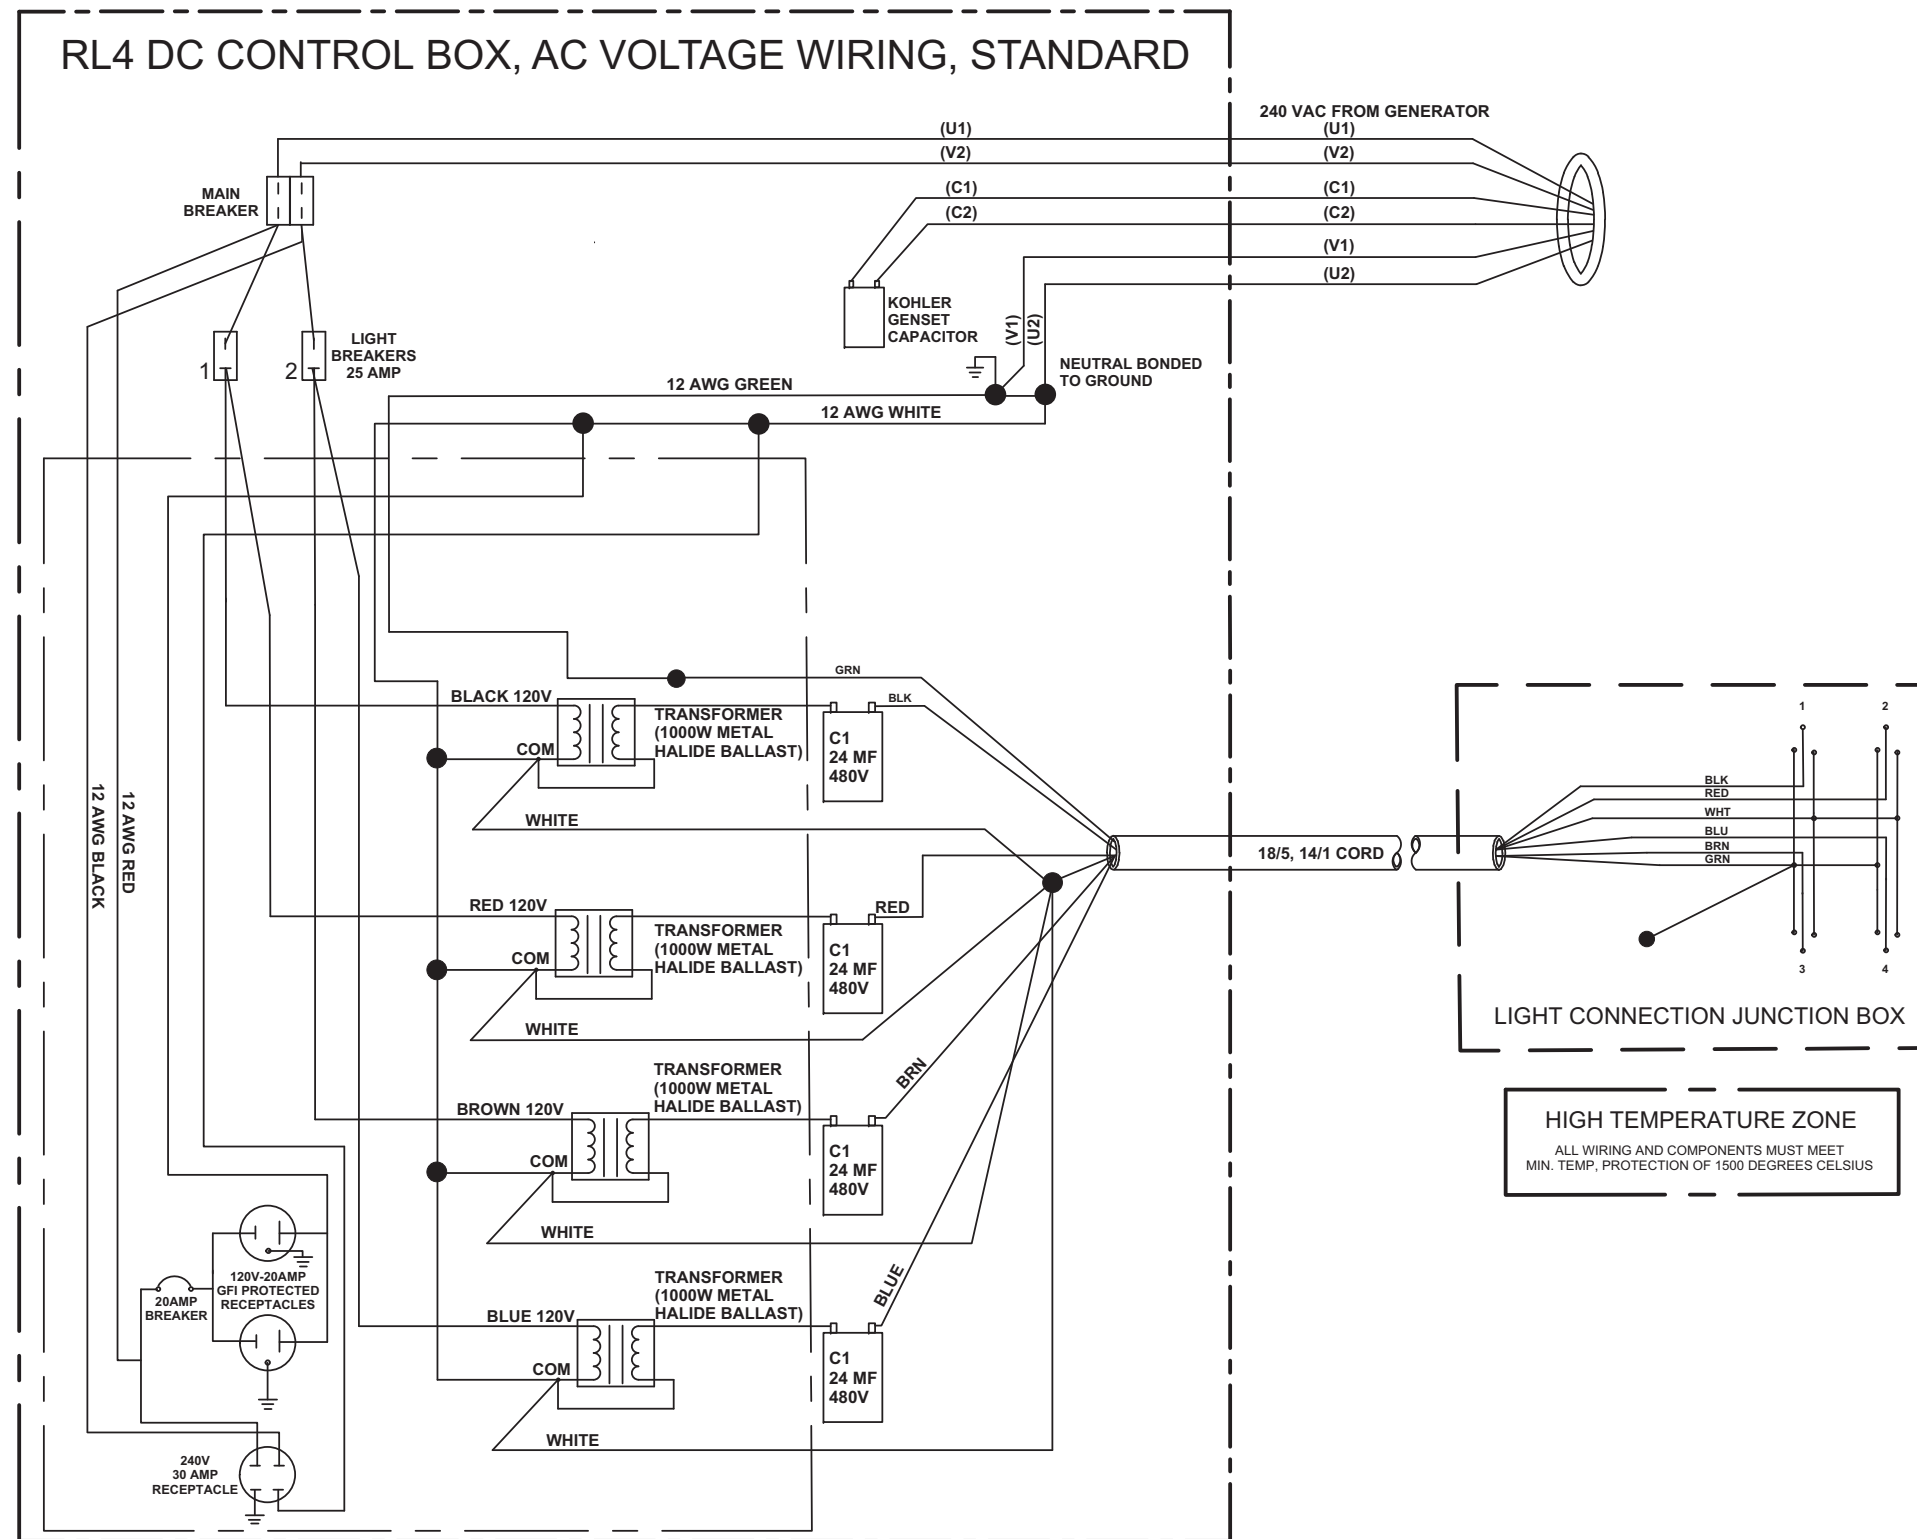 RL4 DC CONTROL BOX, AC VOLTAGE WIRING, STANDARD
240 VAC FROM GENERATOR
(U1)
(U1)
(V2)
(V2)
(C1)
(C1)
(C2)
(C2)
(V1)
(U2)
MAIN
BREAKER
KOHLER
GENSET
CAPACITOR
(V1)
(U2)
NEUTRAL BONDED
TO GROUND
1
2
LIGHT
BREAKERS
25 AMP
12 AWG GREEN
12 AWG WHITE
12 AWG BLACK
12 AWG RED
GRN
BLACK 120V
COM
TRANSFORMER
(1000W METAL
HALIDE BALLAST)
BLK
C1
24 MF
480V
WHITE
RED 120V
COM
TRANSFORMER
(1000W METAL
HALIDE BALLAST)
RED
C1
24 MF
480V
WHITE
BROWN 120V
COM
TRANSFORMER
(1000W METAL
HALIDE BALLAST)
BRN
C1
24 MF
480V
WHITE
BLUE 120V
COM
TRANSFORMER
(1000W METAL
HALIDE BALLAST)
BLUE
C1
24 MF
480V
WHITE
20AMP
BREAKER
120V-20AMP
GFI PROTECTED
RECEPTACLES
240V
30 AMP
RECEPTACLE
18/5, 14/1 CORD
1
2
BLK
RED
WHT
BLU
BRN
GRN
3
4
LIGHT CONNECTION JUNCTION BOX
HIGH TEMPERATURE ZONE
ALL WIRING AND COMPONENTS MUST MEET
MIN. TEMP, PROTECTION OF 1500 DEGREES CELSIUS